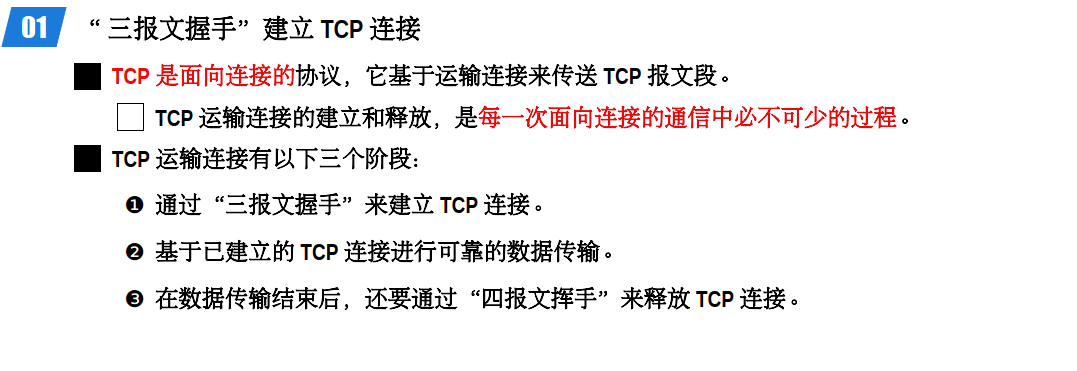 01 “三报文握手”建立 TCP 连接
TCP 是面向连接的协议，它基于运输连接来传送 TCP 报文段。
TCP 运输连接的建立和释放，是每一次面向连接的通信中必不可少的过程。
TCP 运输连接有以下三个阶段：
❶ 通过“三报文握手”来建立 TCP 连接。
❷ 基于已建立的 TCP 连接进行可靠的数据传输。
❸ 在数据传输结束后，还要通过“四报文挥手”来释放 TCP 连接。